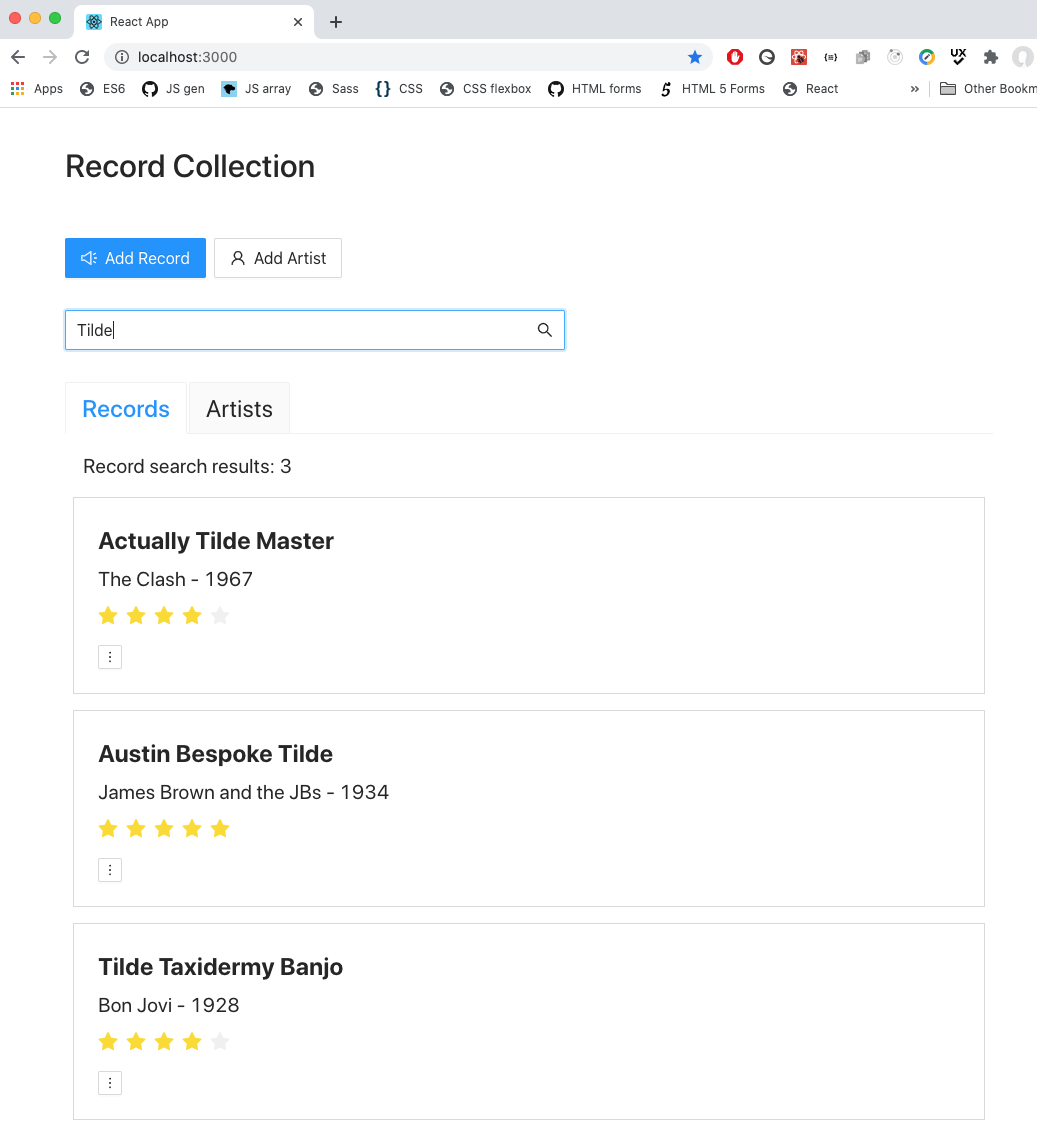 React App
localhost:3000
UX
Apps ES6 JS gen JS array Sass {} CSS CSS flexbox HTML forms 5 HTML 5 Forms React » Other Bookm
Record Collection
Add Record Add Artist
Tilde
Records Artists
Record search results: 3
Actually Tilde Master
The Clash - 1967
Austin Bespoke Tilde
James Brown and the JBs - 1934
Tilde Taxidermy Banjo
Bon Jovi - 1928